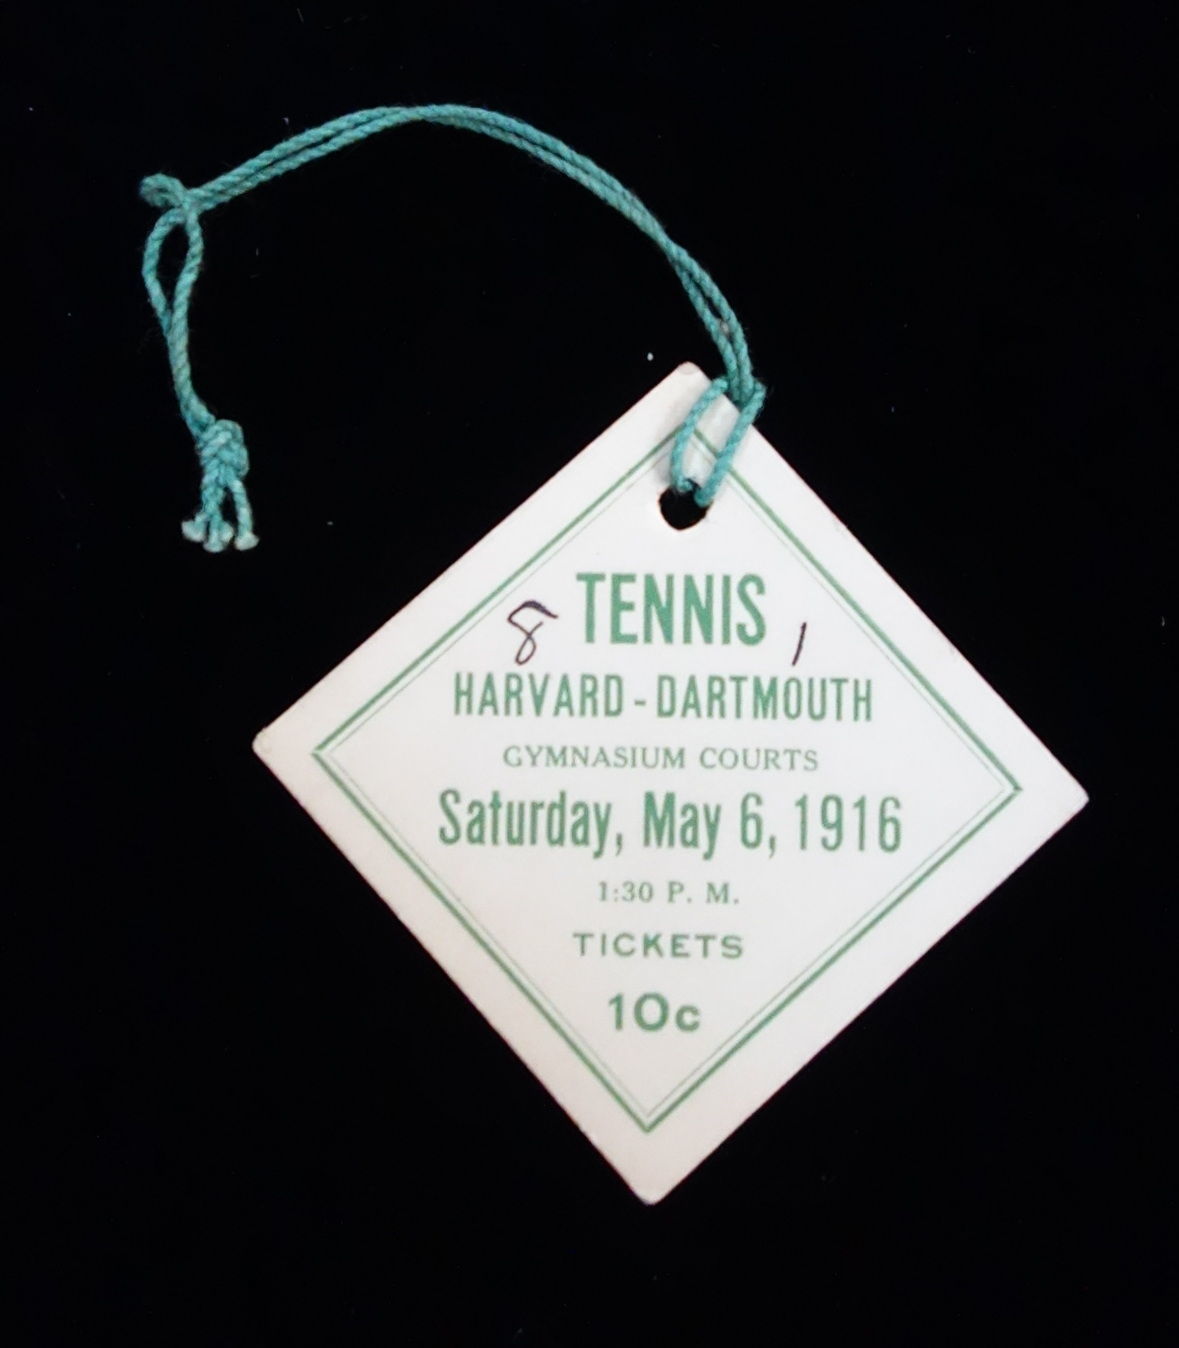 TENNIS
8 1
HARVARD - DARTMOUTH
GYMNASIUM COURTS
Saturday, May 6, 1916
1:30 P. M.
TICKETS
10c